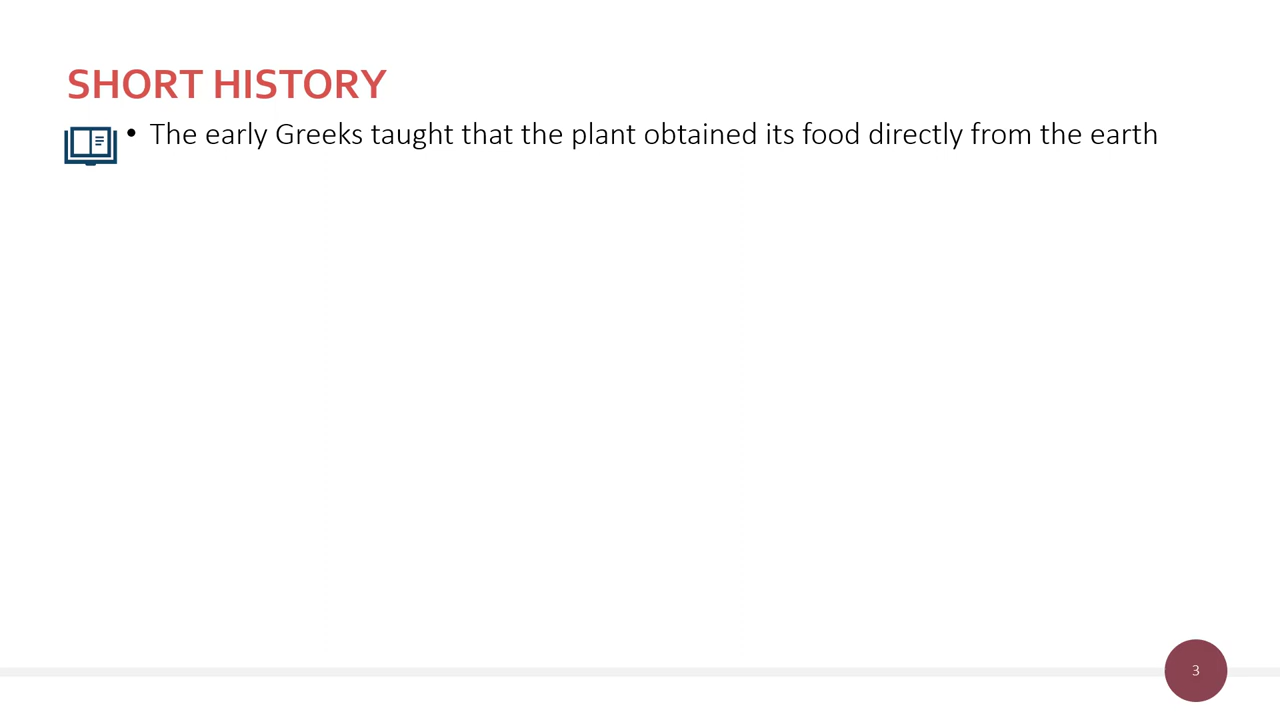 SHORT HISTORY
• The early Greeks taught that the plant obtained its food directly from the earth
3